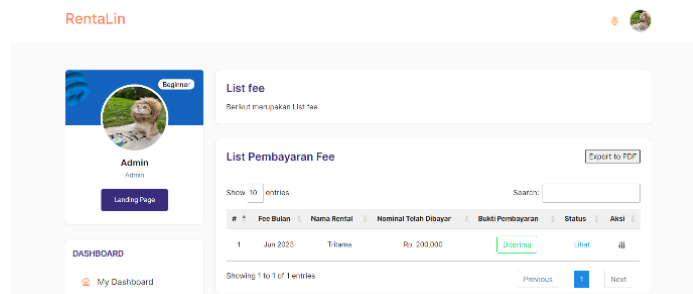 RentaLin
Beginner
Admin
Admin
Landing Page
DASHBOARD
My Dashboard
List fee
Berikut merupakan List fee.
List Pembayaran Fee
Export to PDF
Show 10 entries
Search:
# Fee Bulan Nama Rental Nominal Telah Dibayar Bukti Pembayaran Status Aksi
1 Jun 2023 Tritama Rp. 200,000 Diterima Lihat
Showing 1 to 1 of 1 entries
Previous 1 Next